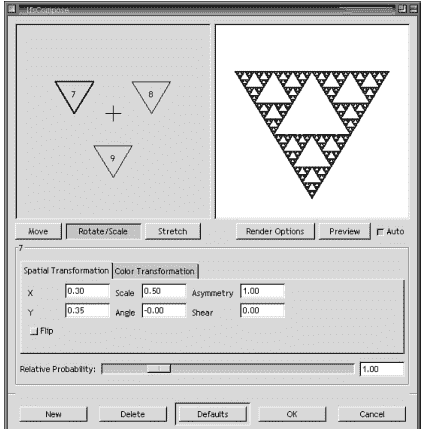 IfsCompose
7
8
9
Move Rotate/Scale Stretch Render Options Preview Auto
7
Spatial Transformation Color Transformation
X 0.30 Scale 0.50 Asymmetry 1.00
Y 0.35 Angle -0.00 Shear 0.00
Flip
Relative Probability: 1.00
New Delete Defaults OK Cancel